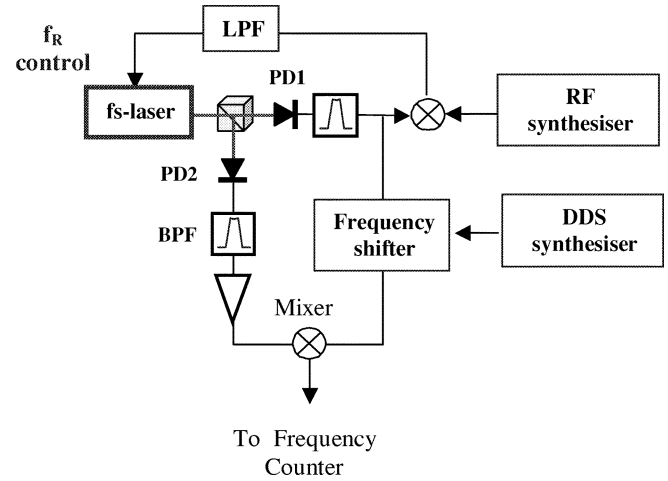 LPF
f_R
control
PD1
fs-laser
RF
synthesiser
PD2
BPF
Frequency
shifter
DDS
synthesiser
Mixer
To Frequency
Counter